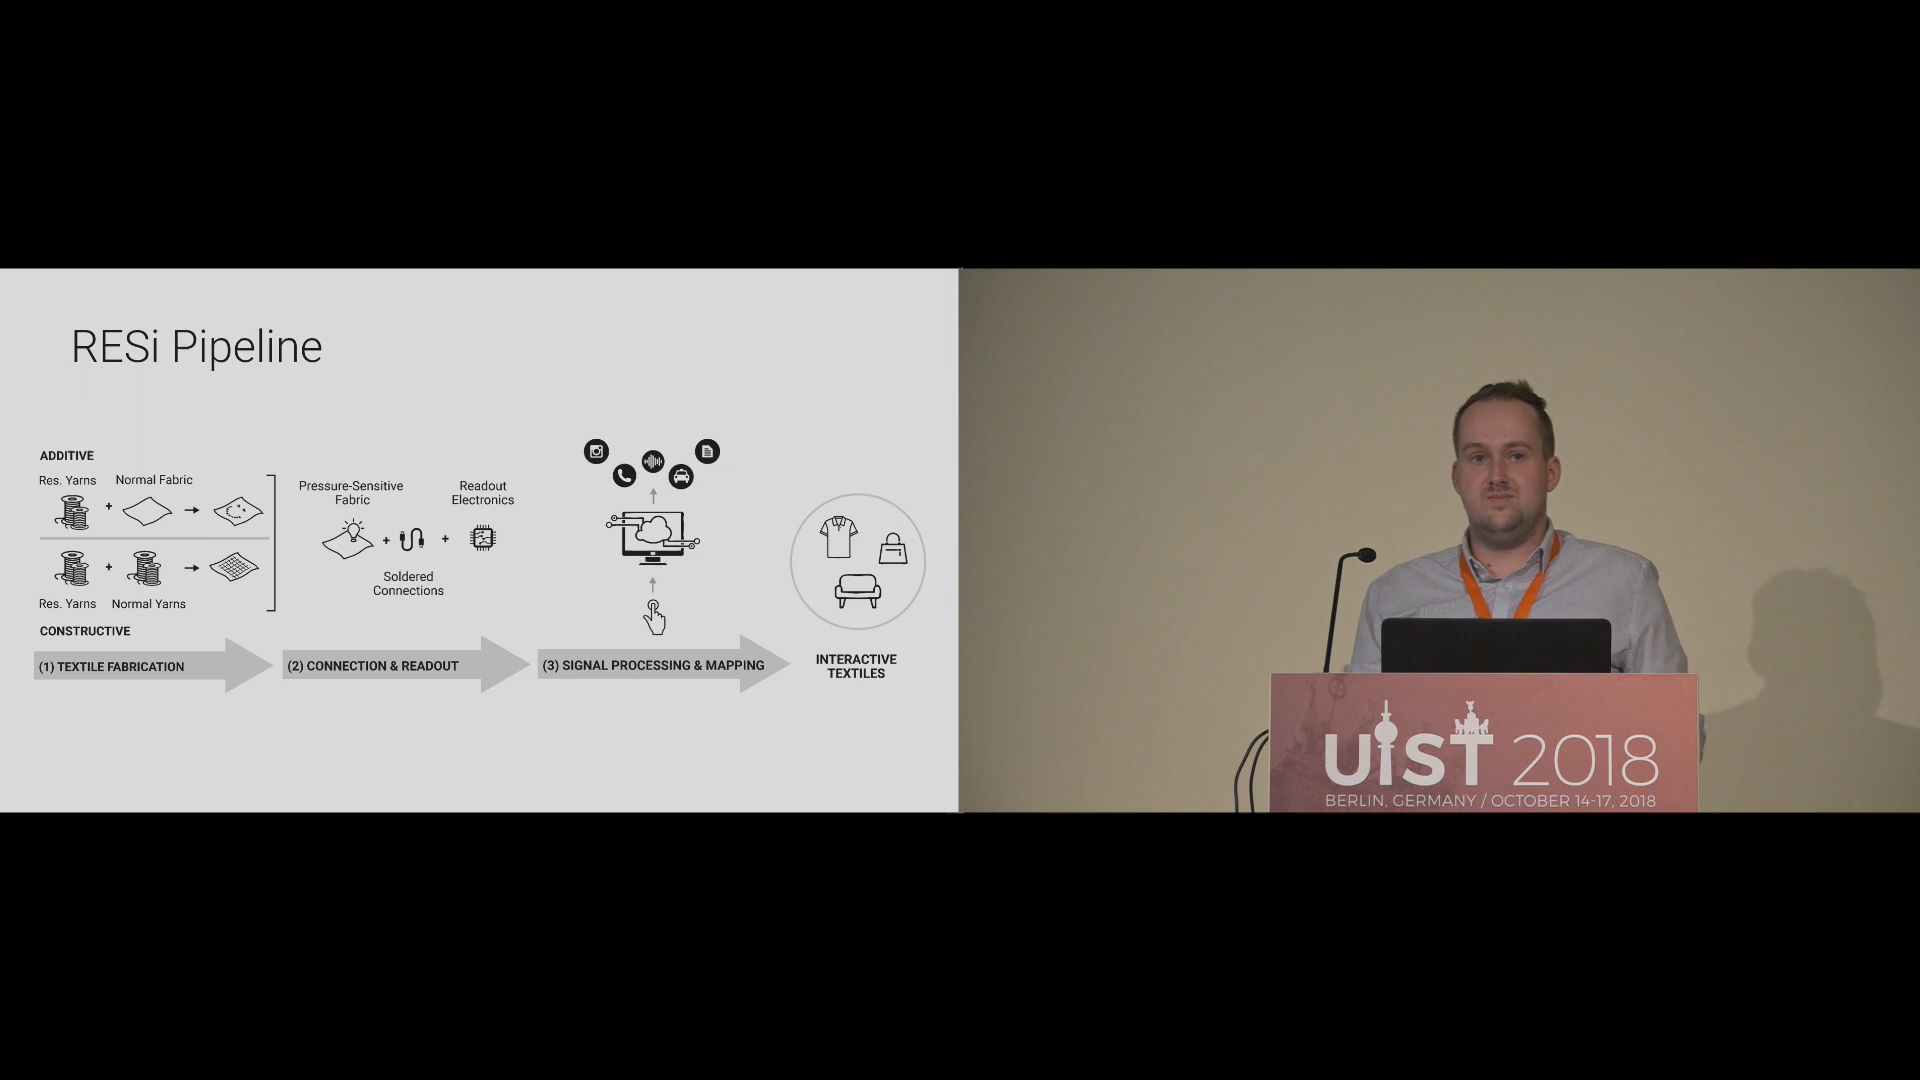 RESi Pipeline
ADDITIVE
Res. Yarns
Normal Fabric
+
+
Res. Yarns
Normal Yarns
CONSTRUCTIVE
(1) TEXTILE FABRICATION
Pressure-Sensitive
Fabric
Readout
Electronics
+
+
Soldered
Connections
(2) CONNECTION & READOUT
(3) SIGNAL PROCESSING & MAPPING
INTERACTIVE
TEXTILES
UIST 2018
BERLIN, GERMANY / OCTOBER 14-17, 2018